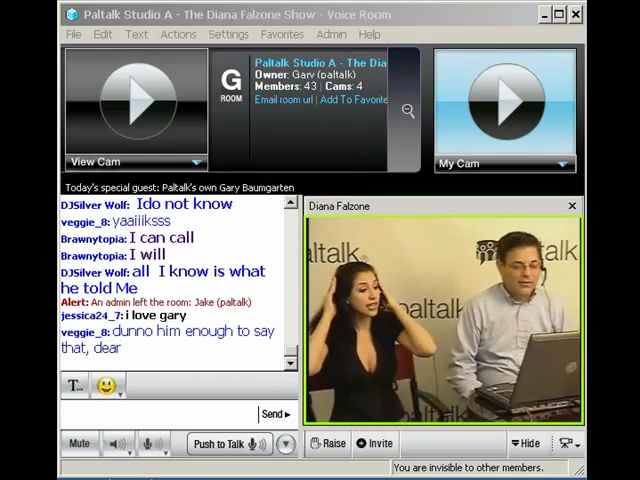 Paltalk Studio A - The Diana Falzone Show - Voice Room
File Edit Text Actions Settings Favorites Admin Help
View Cam
G
ROOM
Paltalk Studio A - The Dia
Owner: Gary (paltalk)
Members: 43 | Cams: 4
Email room url | Add To Favorite
My Cam
Today's special guest: Paltalk's own Gary Baumgarten
DJSilver Wolf: Ido not know
veggie_8: yaaiiiksss
Brawnytopia: I can call
Brawnytopia: I will
DJSilver Wolf: all I know is what
he told Me
Alert: An admin left the room: Jake (paltalk)
jessica24_7: i love gary
veggie_8: dunno him enough to say
that, dear
Diana Falzone
paltalk
paltalk
paltalk
T...
Send
Mute
Push to Talk
Raise
Invite
Hide
You are invisible to other members.